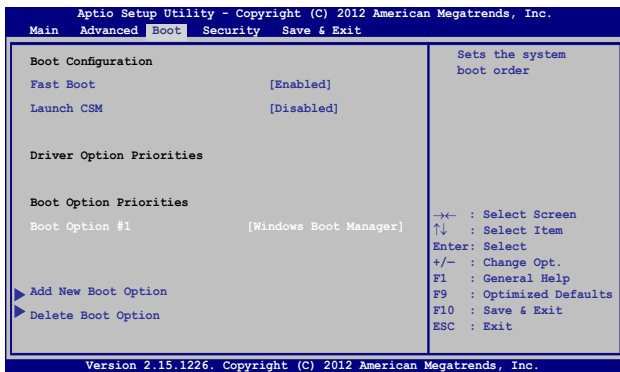 Aptio Setup Utility - Copyright (C) 2012 American Megatrends, Inc.
Main Advanced Boot Security Save & Exit
Boot Configuration
Fast Boot [Enabled]
Launch CSM [Disabled]
Driver Option Priorities
Boot Option Priorities
Boot Option #1 [Windows Boot Manager]
Add New Boot Option
Delete Boot Option
Sets the system
boot order
→← : Select Screen
↑↓ : Select Item
Enter: Select
+/— : Change Opt.
F1 : General Help
F9 : Optimized Defaults
F10 : Save & Exit
ESC : Exit
Version 2.15.1226. Copyright (C) 2012 American Megatrends, Inc.